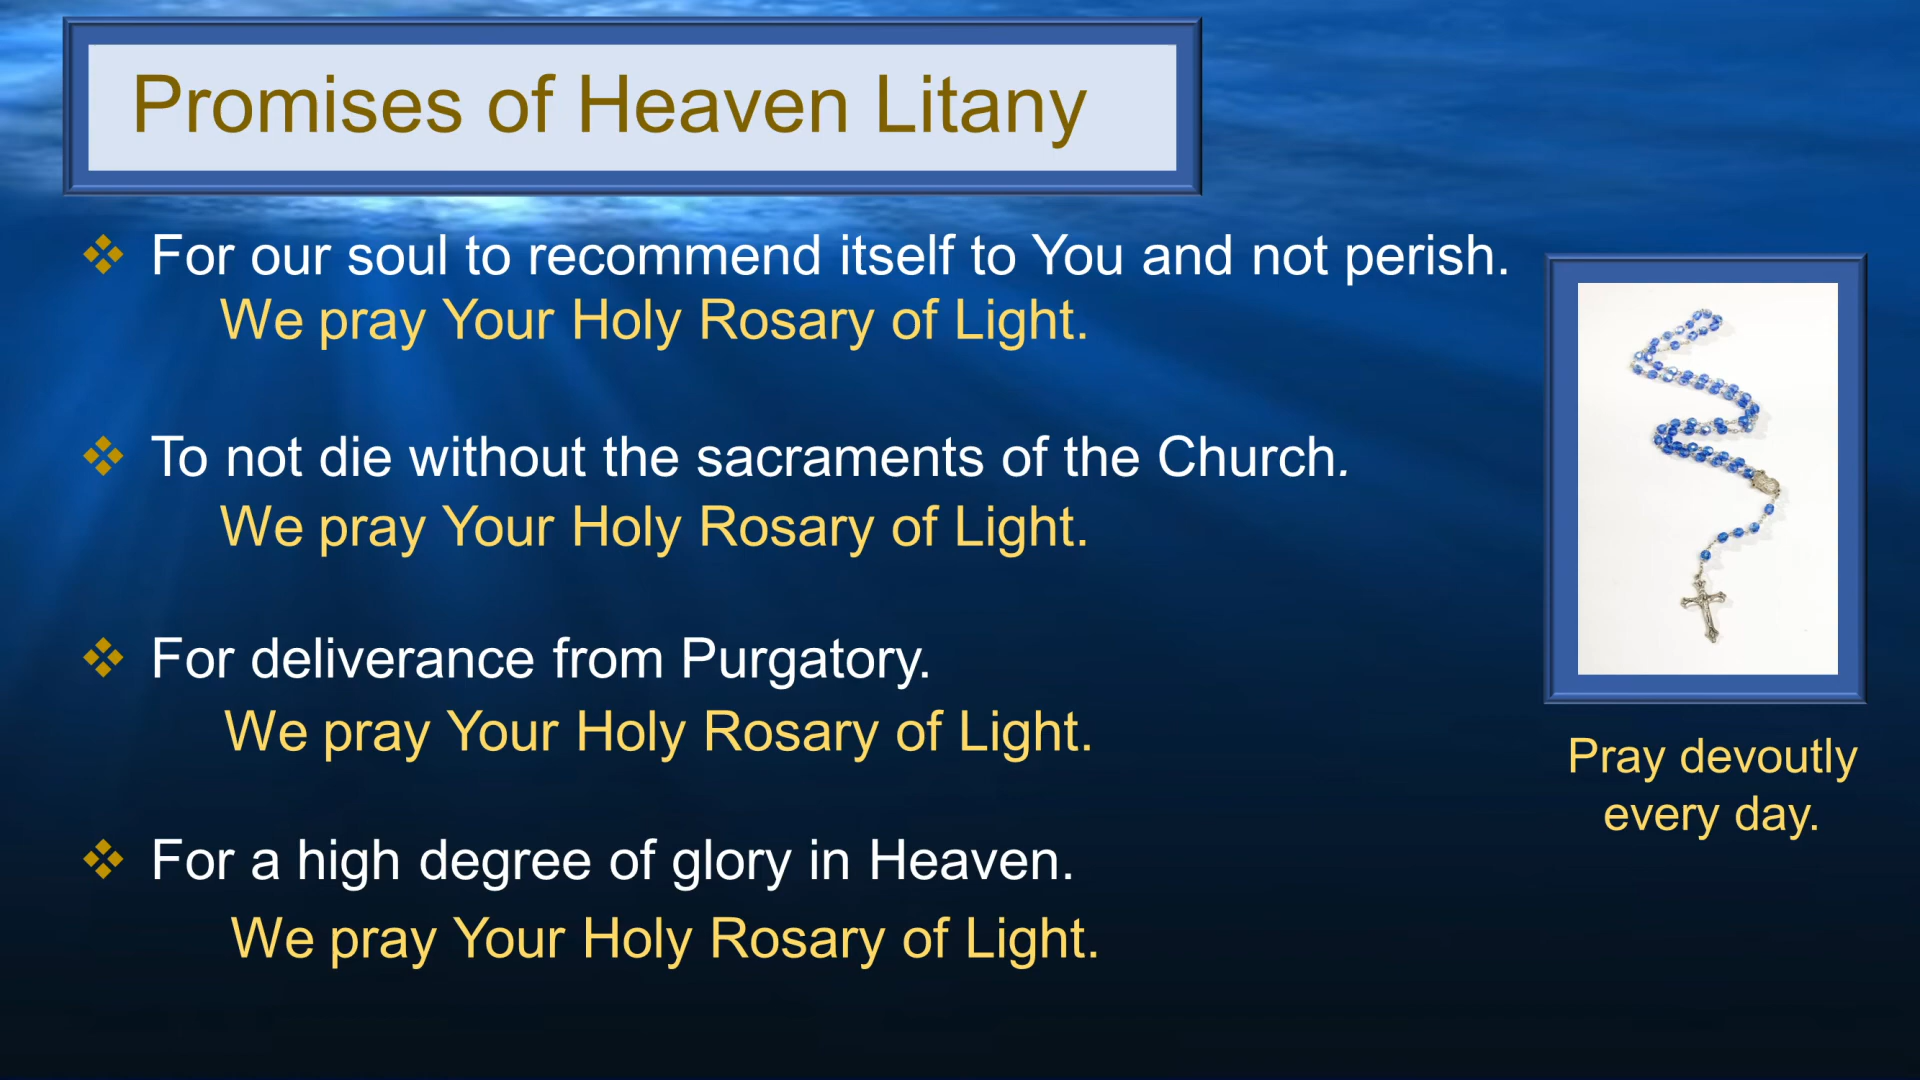 Promises of Heaven Litany
❖ For our soul to recommend itself to You and not perish.
We pray Your Holy Rosary of Light.
❖ To not die without the sacraments of the Church.
We pray Your Holy Rosary of Light.
❖ For deliverance from Purgatory.
We pray Your Holy Rosary of Light.
❖ For a high degree of glory in Heaven.
We pray Your Holy Rosary of Light.
Pray devoutly
every day.